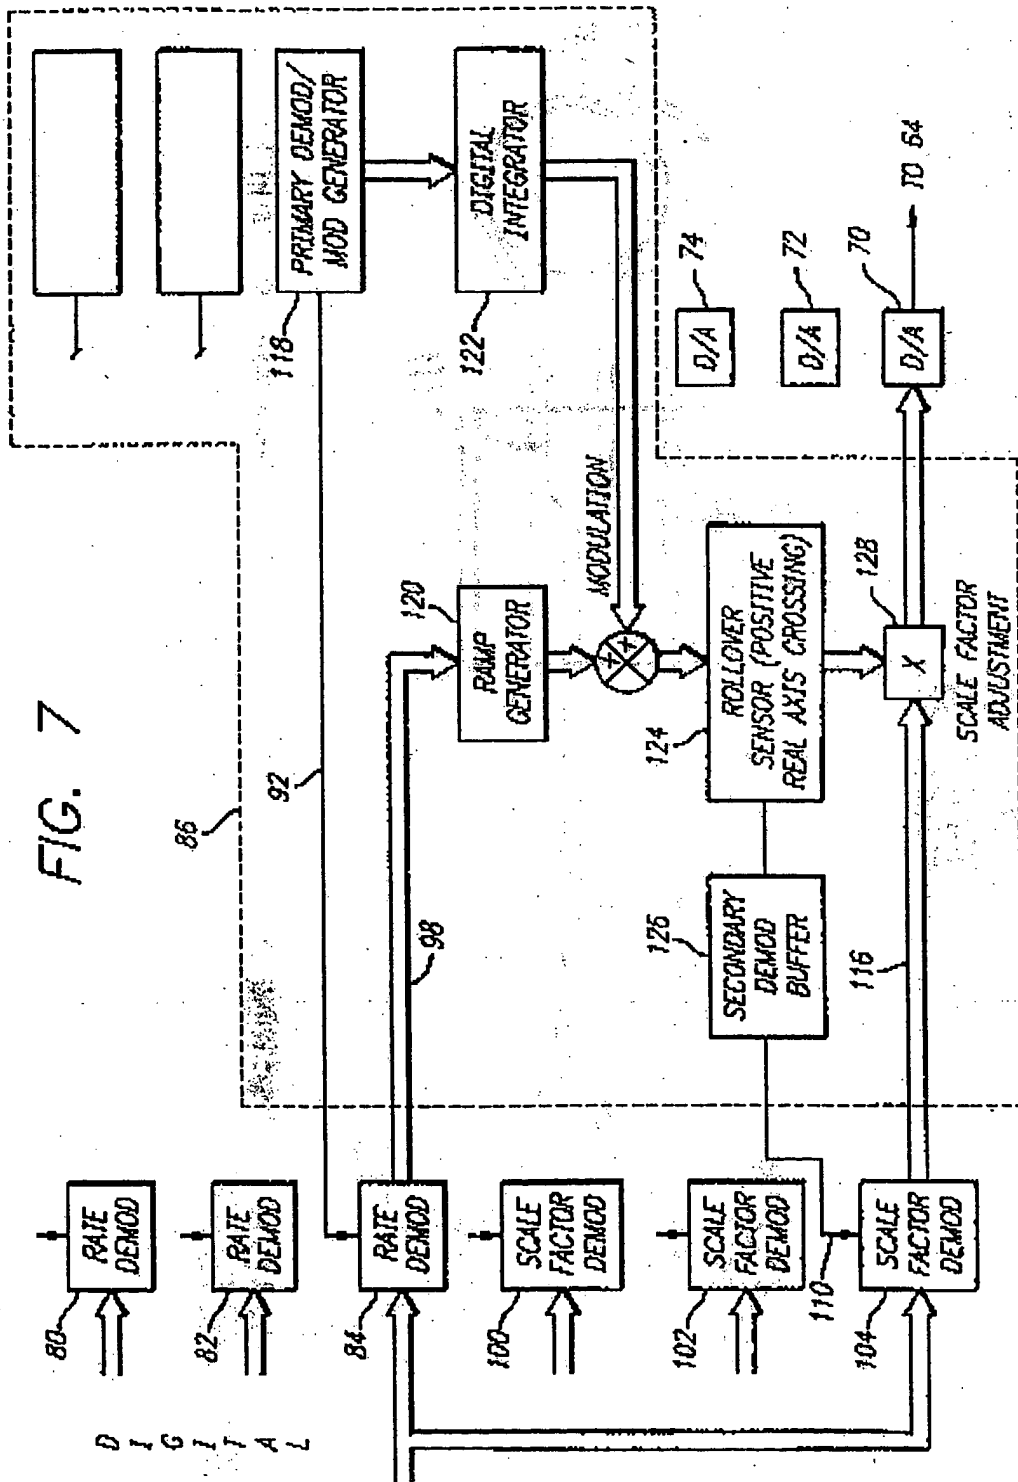 FIG. 7
86
PRIMARY DEMOD/
MOD GENERATOR
118
DIGITAL
INTEGRATOR
122
92
98
RAMP
GENERATOR
120
MODULATION
+
+
ROLLOVER
SENSOR (POSITIVE
REAL AXIS CROSSING)
124
SECONDARY
DEMOD
BUFFER
126
X
128
SCALE FACTOR
ADJUSTMENT
116
D/A
74
D/A
72
D/A
70
TO 64
RATE
DEMOD
80
RATE
DEMOD
82
RATE
DEMOD
84
SCALE
FACTOR
DEMOD
100
SCALE
FACTOR
DEMOD
102
SCALE
FACTOR
DEMOD
104
110
DIGITAL